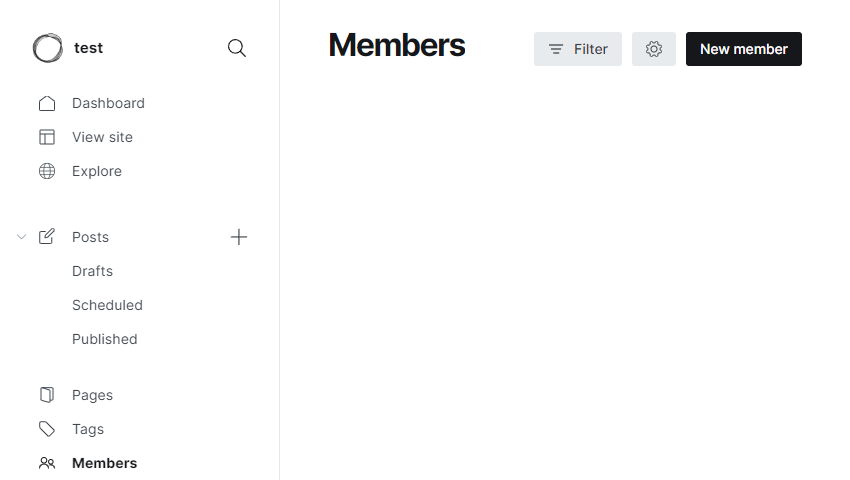 test
Dashboard
View site
Explore
Posts
Drafts
Scheduled
Published
Pages
Tags
Members
Members
Filter
New member